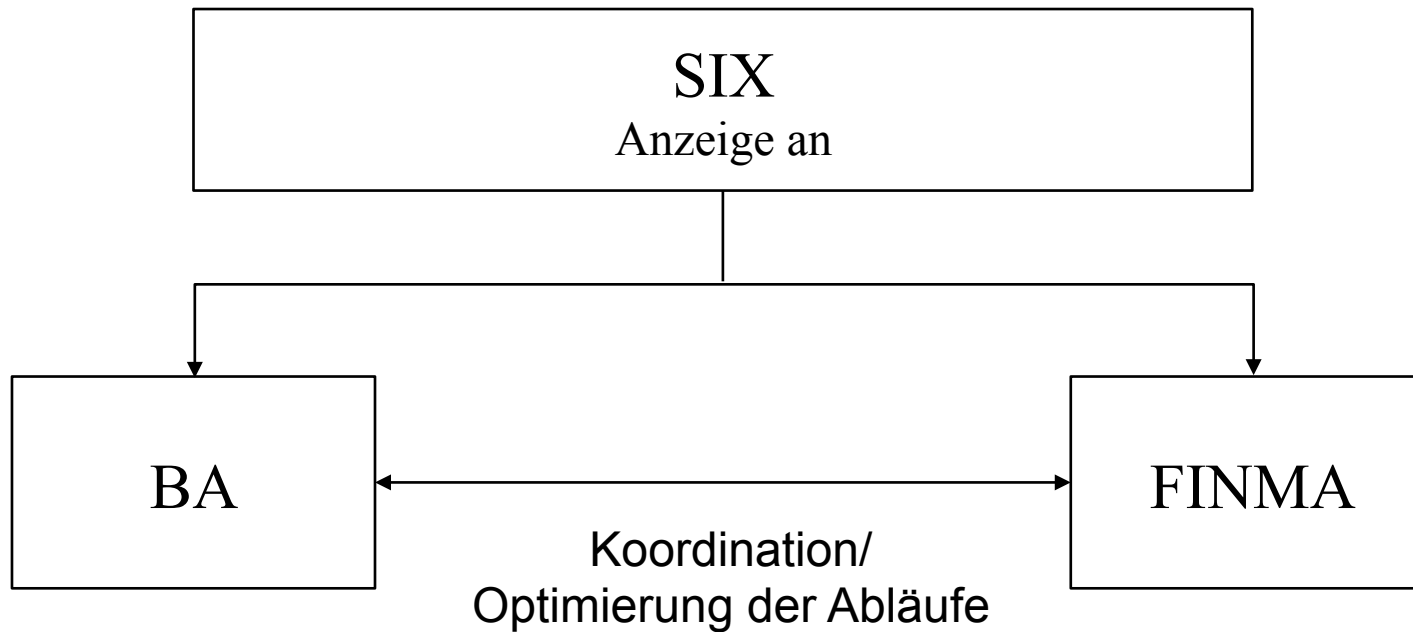 SIX
Anzeige an
BA
FINMA
Koordination/
Optimierung der Abläufe